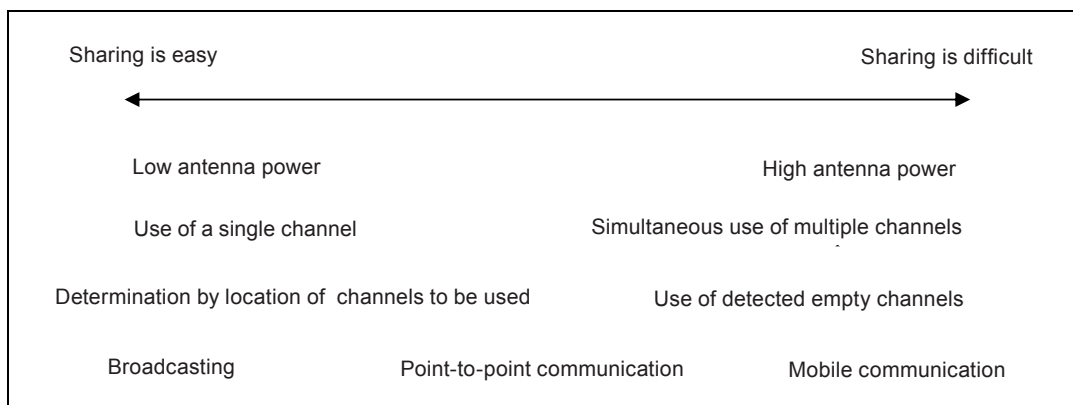 Sharing is easy Sharing is difficult
Low antenna power High antenna power
Use of a single channel Simultaneous use of multiple channels
Determination by location of channels to be used Use of detected empty channels
Broadcasting Point-to-point communication Mobile communication